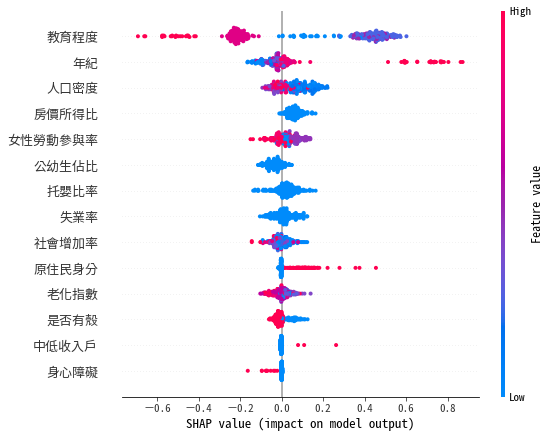 High
教育程度
年紀
人口密度
房價所得比
女性勞動參與率
公幼生佔比
托嬰比率
失業率
社會增加率
原住民身分
老化指數
是否有殼
中低收入戶
身心障礙
Feature value
Low
−0.6 −0.4 −0.2 0.0 0.2 0.4 0.6 0.8
SHAP value (impact on model output)